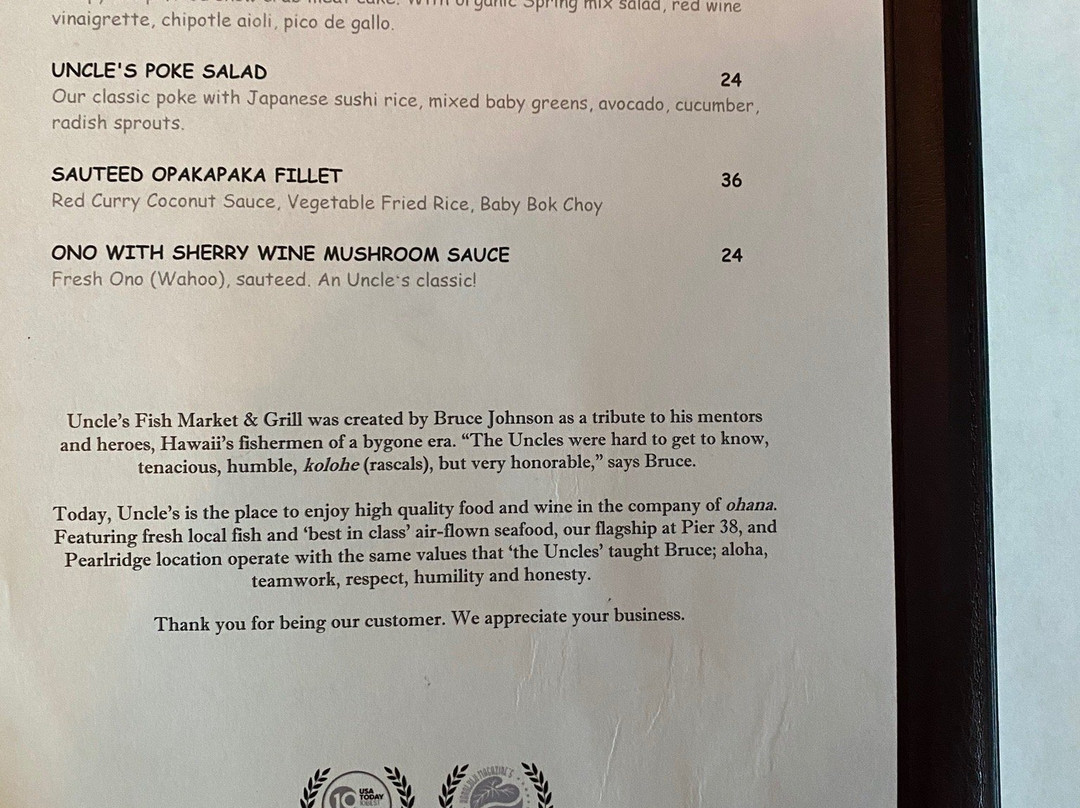 salad, red wine
vinaigrette, chipotle aioli, pico de gallo.
UNCLE'S POKE SALAD
24
Our classic poke with Japanese sushi rice, mixed baby greens, avocado, cucumber,
radish sprouts.
SAUTEED OPAKAPAKA FILLET
36
Red Curry Coconut Sauce, Vegetable Fried Rice, Baby Bok Choy
ONO WITH SHERRY WINE MUSHROOM SAUCE
24
Fresh Ono (Wahoo), sauteed. An Uncle's classic!
Uncle's Fish Market & Grill was created by Bruce Johnson as a tribute to his mentors
and heroes, Hawaii's fishermen of a bygone era. “The Uncles were hard to get to know,
tenacious, humble, kolohe (rascals), but very honorable,” says Bruce.
Today, Uncle's is the place to enjoy high quality food and wine in the company of ohana.
Featuring fresh local fish and ‘best in class’ air-flown seafood, our flagship at Pier 38, and
Pearlridge location operate with the same values that ‘the Uncles’ taught Bruce; aloha,
teamwork, respect, humility and honesty.
Thank you for being our customer. We appreciate your business.
10
USA
TODAY
MAGAZINE'S